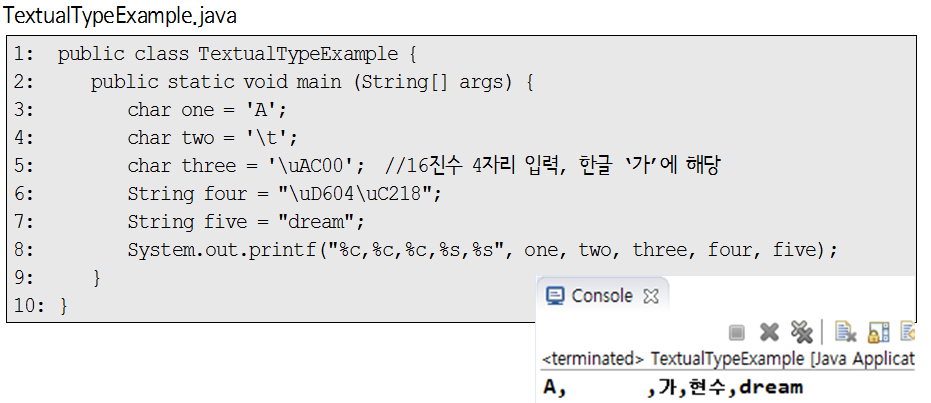 TextualTypeExample.java
1: public class TextualTypeExample {
2: public static void main (String[] args) {
3: char one = 'A';
4: char two = '\t';
5: char three = '\uAC00'; //16진수 4자리 입력, 한글 ‘가’에 해당
6: String four = "\uD604\uC218";
7: String five = "dream";
8: System.out.printf("%c,%c,%c,%s,%s", one, two, three, four, five);
9: }
10: }
Console
<terminated> TextualTypeExample [Java Applicat
A, ,가,현수,dream